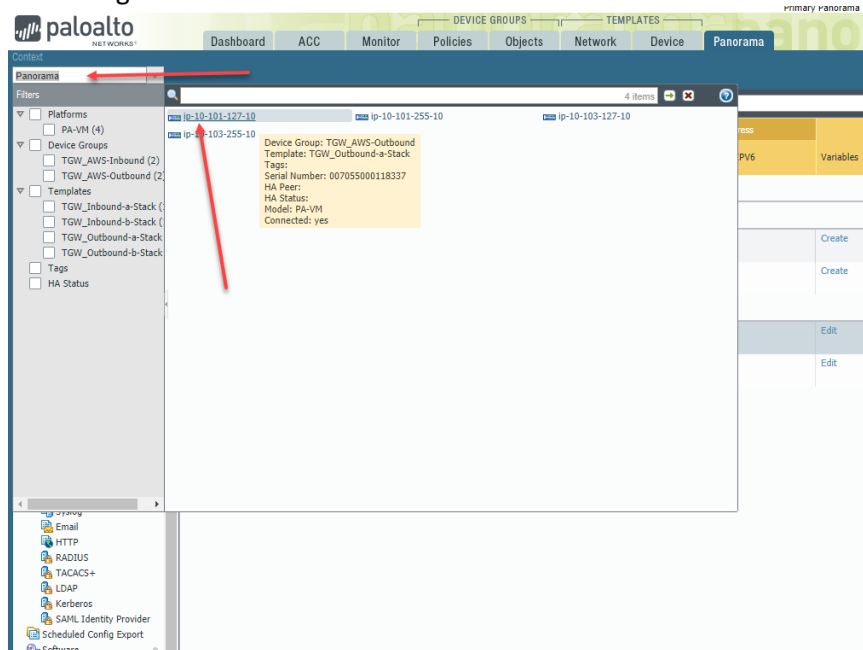 Primary Panorama
paloalto
NETWORKS®
DEVICE GROUPS
TEMPLATES
Dashboard ACC Monitor Policies Objects Network Device Panorama
Context
Panorama
Filters
4 items
Platforms
PA-VM (4)
Device Groups
TGW_AWS-Inbound (2)
TGW_AWS-Outbound (2)
Templates
TGW_Inbound-a-Stack (
TGW_Inbound-b-Stack (
TGW_Outbound-a-Stack
TGW_Outbound-b-Stack
Tags
HA Status
ip-10-101-127-10 ip-10-101-255-10 ip-10-103-127-10
ip-10-103-255-10
Device Group: TGW_AWS-Outbound
Template: TGW_Outbound-a-Stack
Tags:
Serial Number: 007055000118337
HA Peer:
HA Status:
Model: PA-VM
Connected: yes
ress
PV6
Variables
Create
Create
Edit
Edit
Syslog
Email
HTTP
RADIUS
TACACS+
LDAP
Kerberos
SAML Identity Provider
Scheduled Config Export
Software